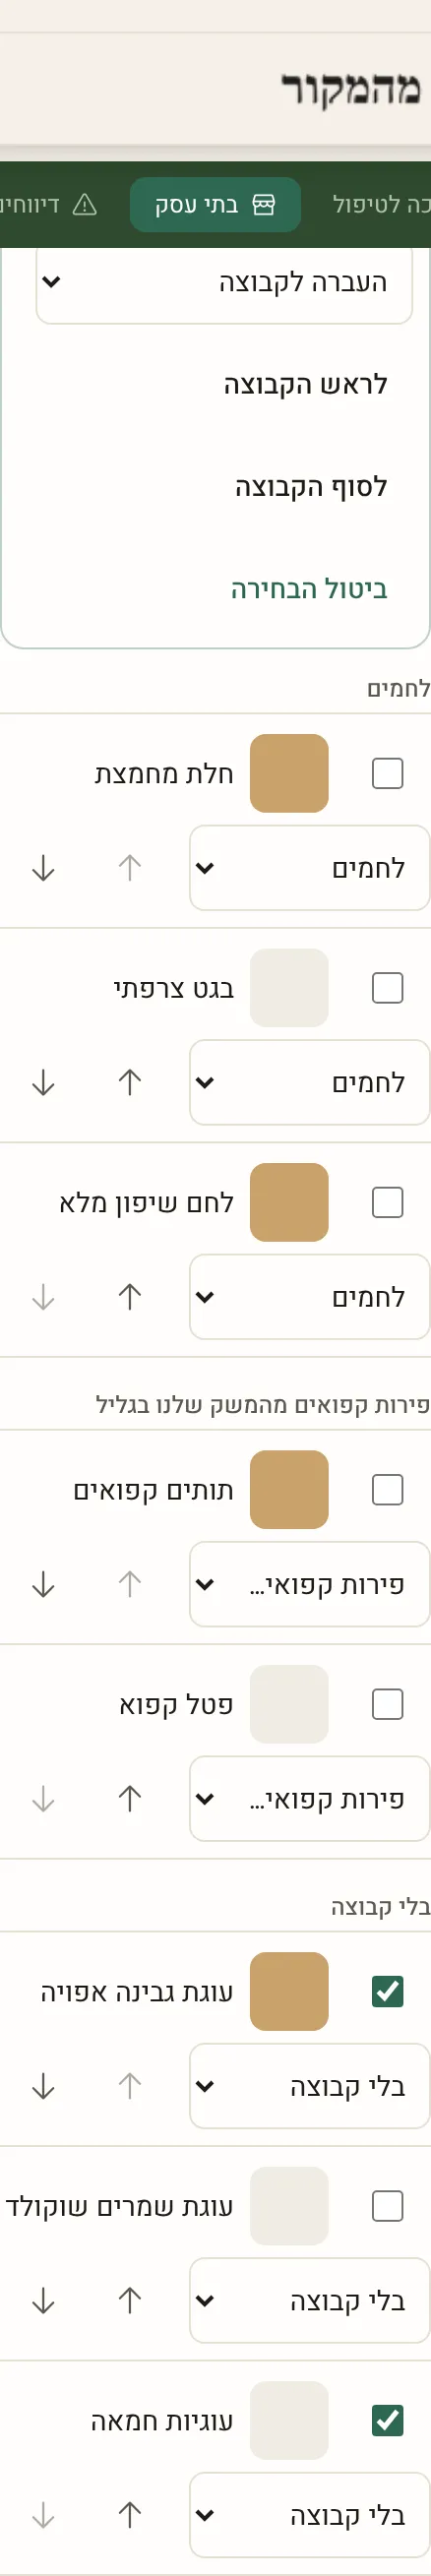 מהמקור
כה לטיפול בתי עסק דיווחים
העברה לקבוצה
לראש הקבוצה
לסוף הקבוצה
ביטול הבחירה
לחמים
חלת מחמצת
לחמים
בגט צרפתי
לחמים
לחם שיפון מלא
לחמים
פירות קפואים מהמשק שלנו בגליל
תותים קפואים
פירות קפואי...
פטל קפוא
פירות קפואי...
בלי קבוצה
עוגת גבינה אפויה
בלי קבוצה
עוגת שמרים שוקולד
בלי קבוצה
עוגיות חמאה
בלי קבוצה